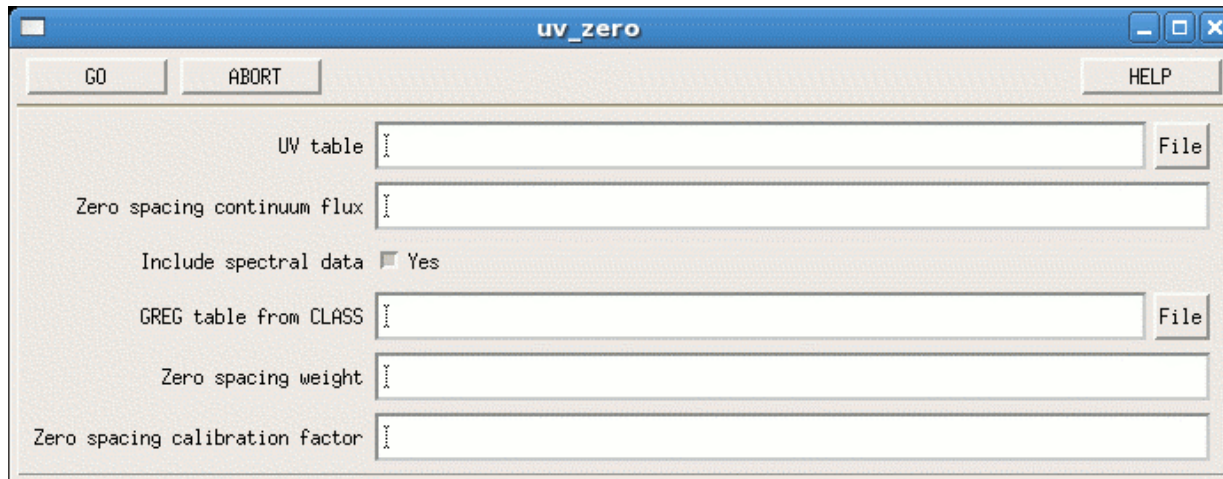 uv_zero
GO ABORT HELP
UV table File
Zero spacing continuum flux
Include spectral data Yes
GREG table from CLASS File
Zero spacing weight
Zero spacing calibration factor